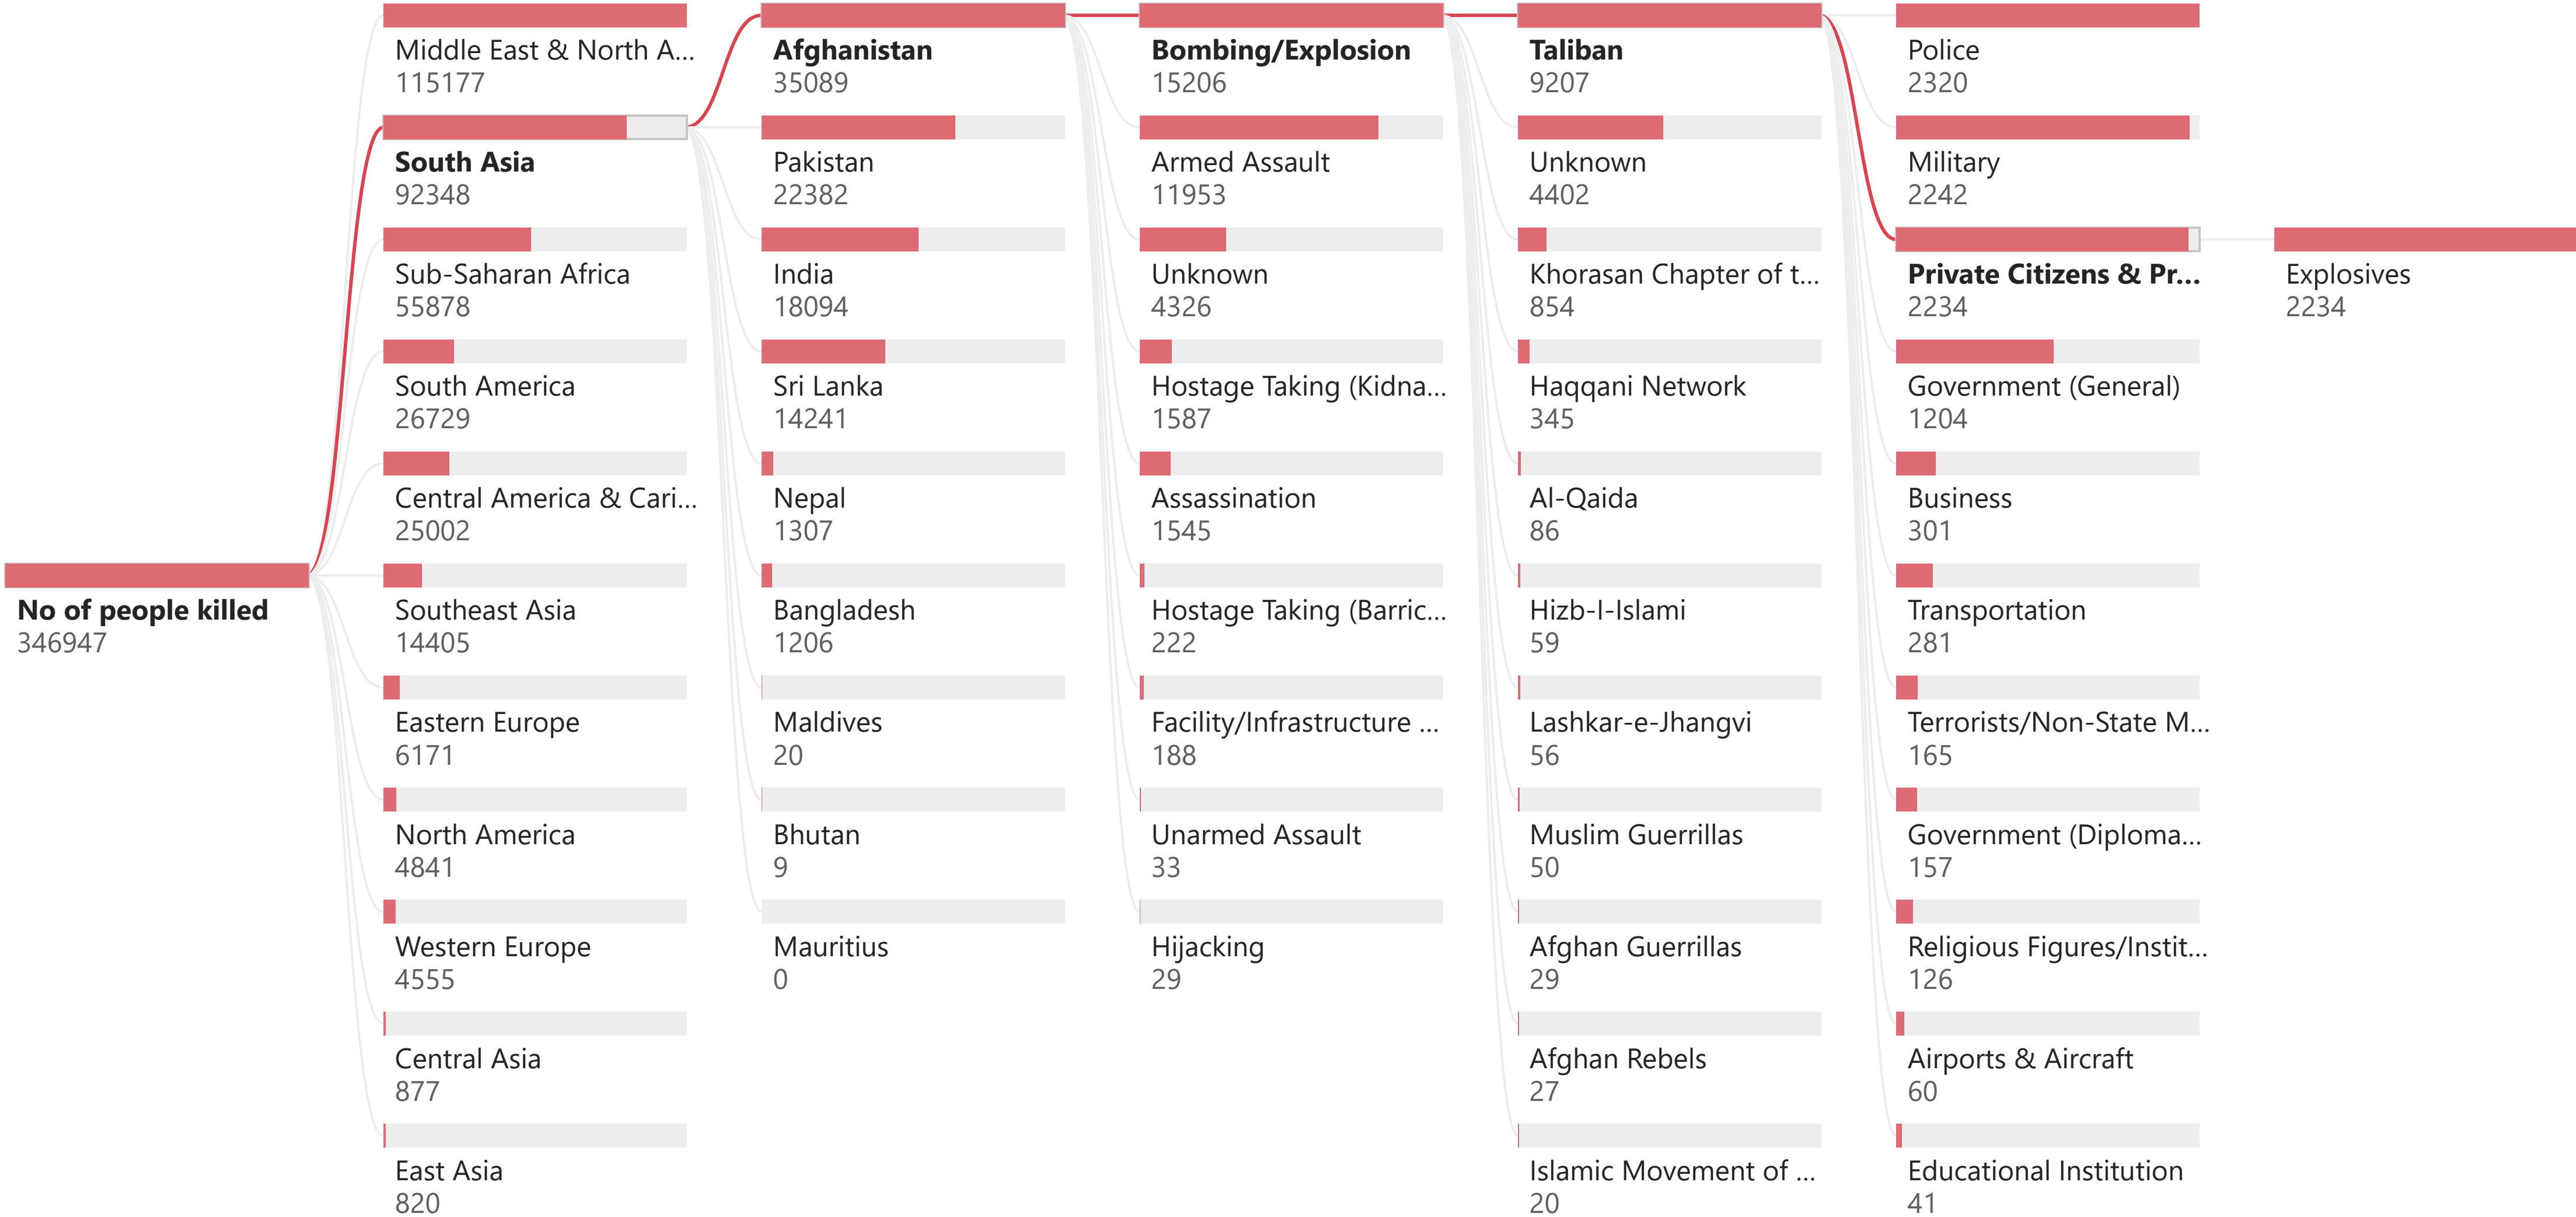 No of people killed
346947
Middle East & North A...
115177
South Asia
92348
Sub-Saharan Africa
55878
South America
26729
Central America & Cari...
25002
Southeast Asia
14405
Eastern Europe
6171
North America
4841
Western Europe
4555
Central Asia
877
East Asia
820
Afghanistan
35089
Pakistan
22382
India
18094
Sri Lanka
14241
Nepal
1307
Bangladesh
1206
Maldives
20
Bhutan
9
Mauritius
0
Bombing/Explosion
15206
Armed Assault
11953
Unknown
4326
Hostage Taking (Kidna...
1587
Assassination
1545
Hostage Taking (Barric...
222
Facility/Infrastructure ...
188
Unarmed Assault
33
Hijacking
29
Taliban
9207
Unknown
4402
Khorasan Chapter of t...
854
Haqqani Network
345
Al-Qaida
86
Hizb-I-Islami
59
Lashkar-e-Jhangvi
56
Muslim Guerrillas
50
Afghan Guerrillas
29
Afghan Rebels
27
Islamic Movement of ...
20
Police
2320
Military
2242
Private Citizens & Pr...
2234
Government (General)
1204
Business
301
Transportation
281
Terrorists/Non-State M...
165
Government (Diploma...
157
Religious Figures/Instit...
126
Airports & Aircraft
60
Educational Institution
41
Explosives
2234